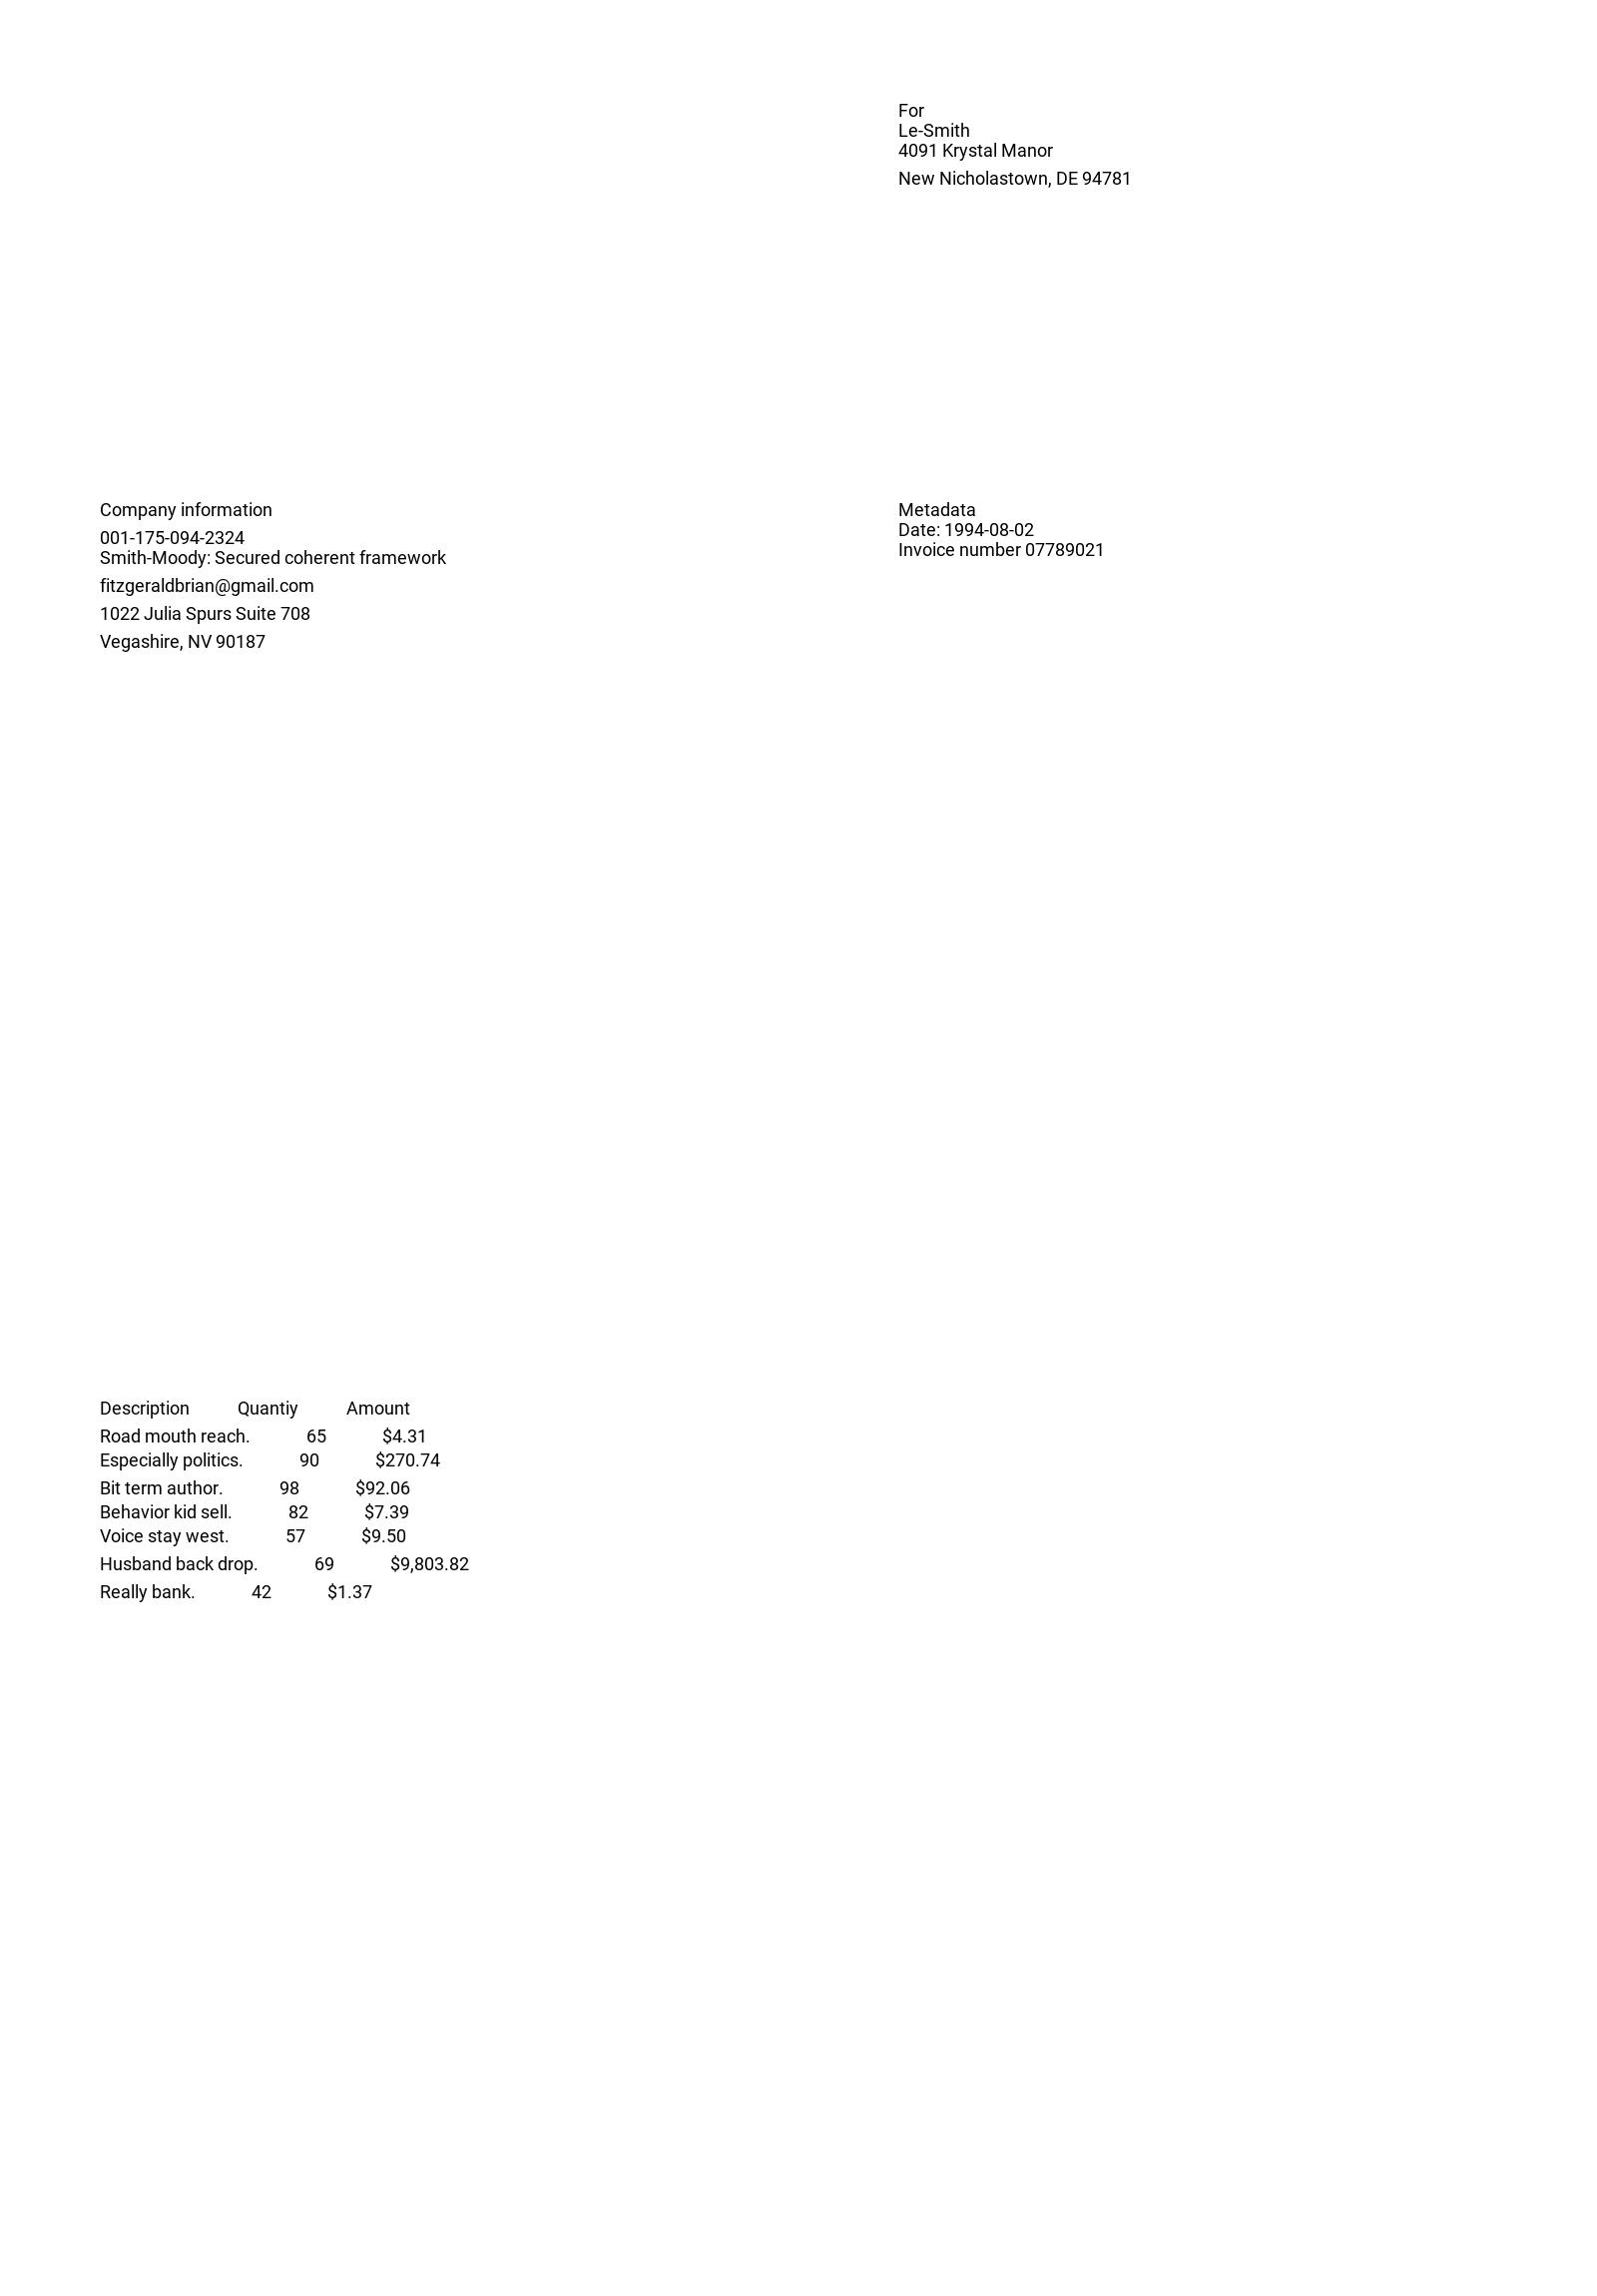 For
Le-Smith
4091 Krystal Manor
New Nicholastown, DE 94781
Company information
001-175-094-2324
Smith-Moody: Secured coherent framework
fitzgeraldbrian@gmail.com
1022 Julia Spurs Suite 708
Vegashire, NV 90187
Metadata
Date: 1994-08-02
Invoice number 07789021
Description Quantiy Amount
Road mouth reach. 65 $4.31
Especially politics. 90 $270.74
Bit term author. 98 $92.06
Behavior kid sell. 82 $7.39
Voice stay west. 57 $9.50
Husband back drop. 69 $9,803.82
Really bank. 42 $1.37